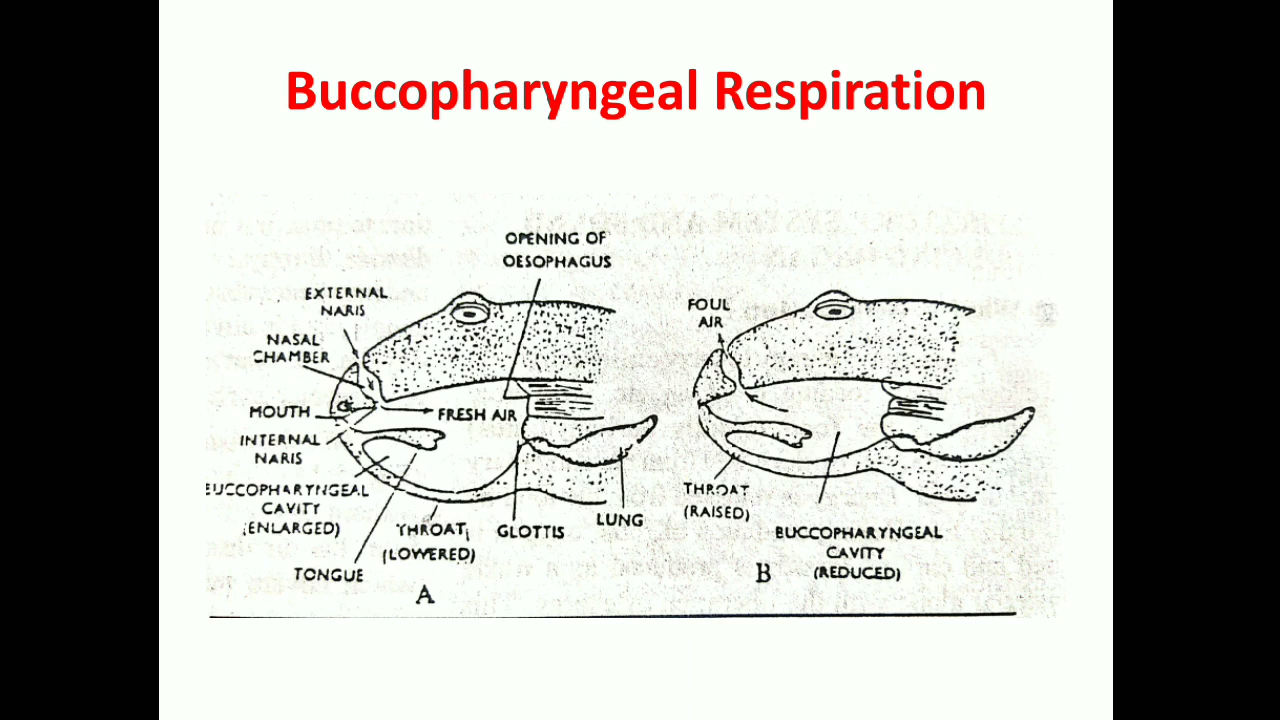 Buccopharyngeal Respiration
OPENING OF
OESOPHAGUS
EXTERNAL
NARIS
NASAL
CHAMBER
MOUTH
FRESH AIR
INTERNAL
NARIS
BUCCOPHARYNGEAL
CAVITY
(ENLARGED)
THROAT
(LOWERED)
GLOTTIS
LUNG
TONGUE
A
FOUL
AIR
THROAT
(RAISED)
BUCCOPHARYNGEAL
CAVITY
(REDUCED)
B